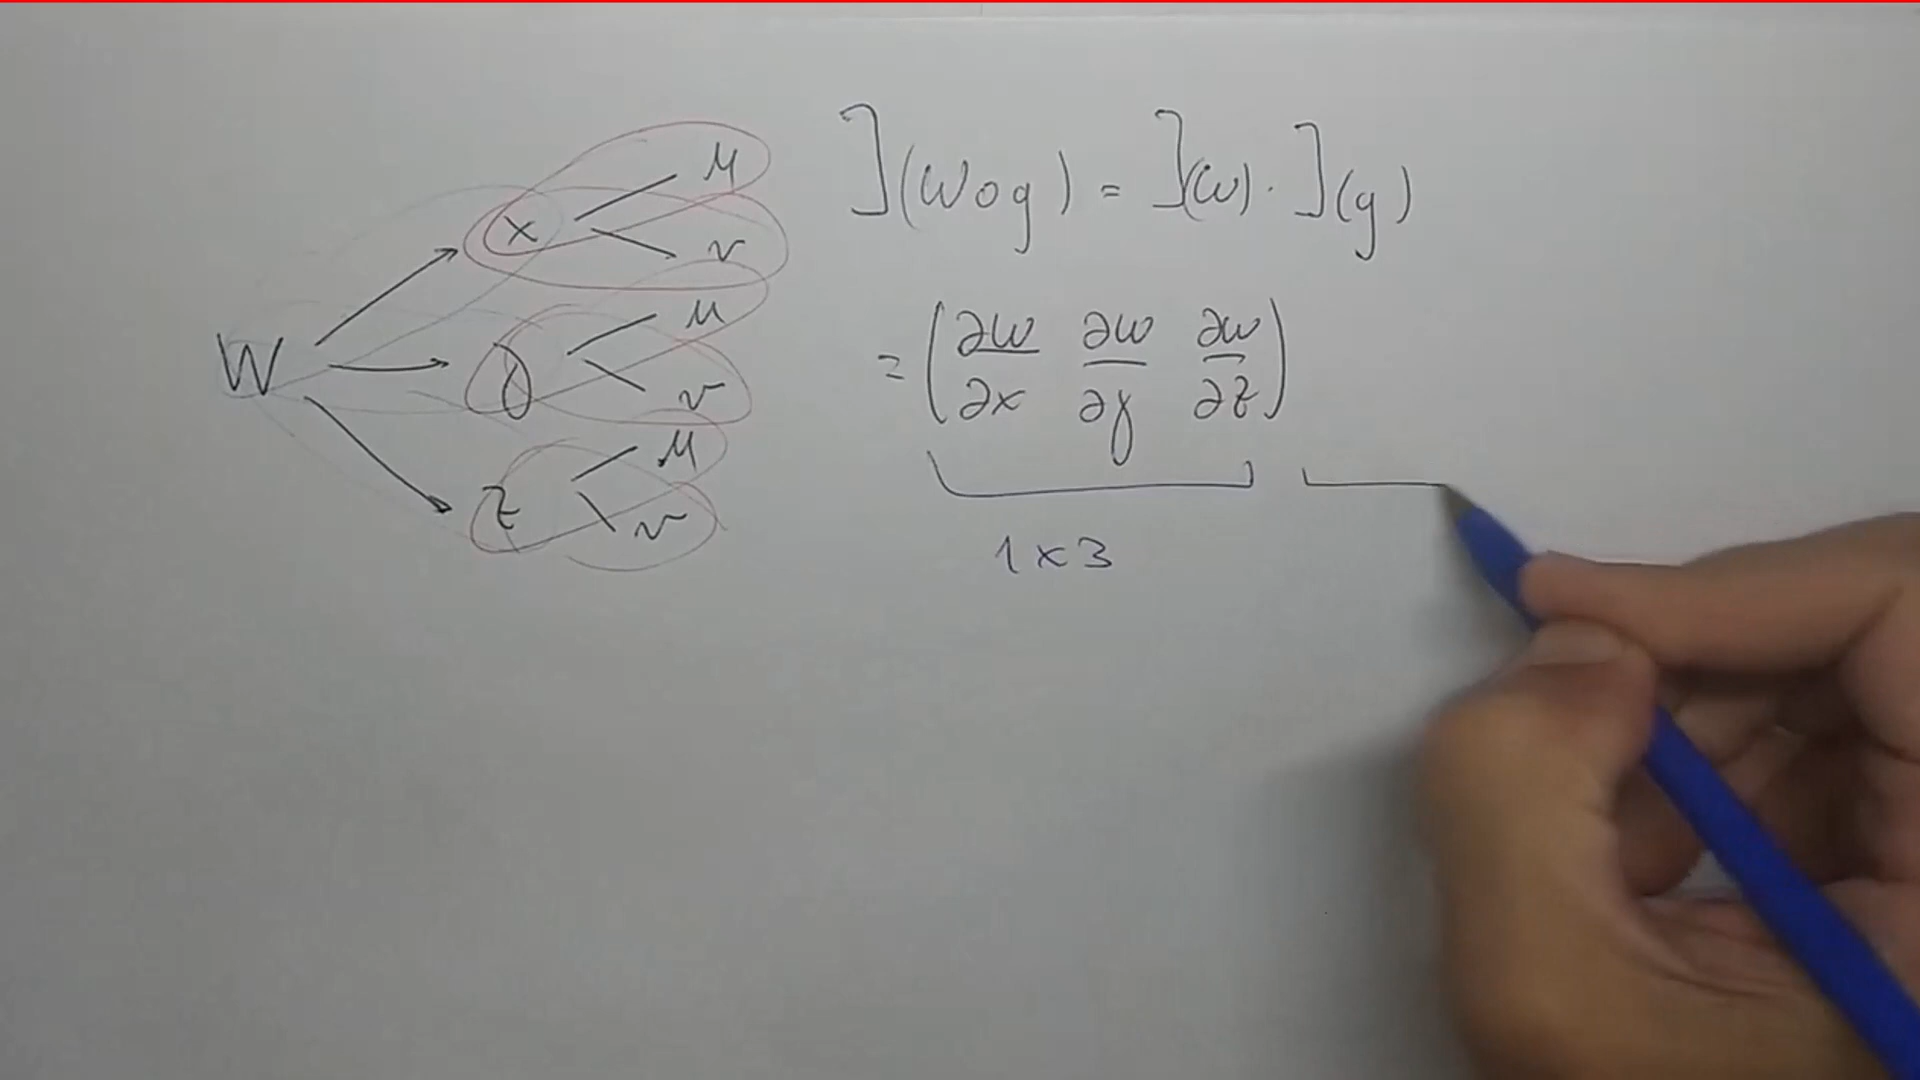 W
x
μ
v
y
μ
v
z
μ
v
J(W∘g) = J(w)·J(g)
= (∂w/∂x ∂w/∂y ∂w/∂z)
1×3